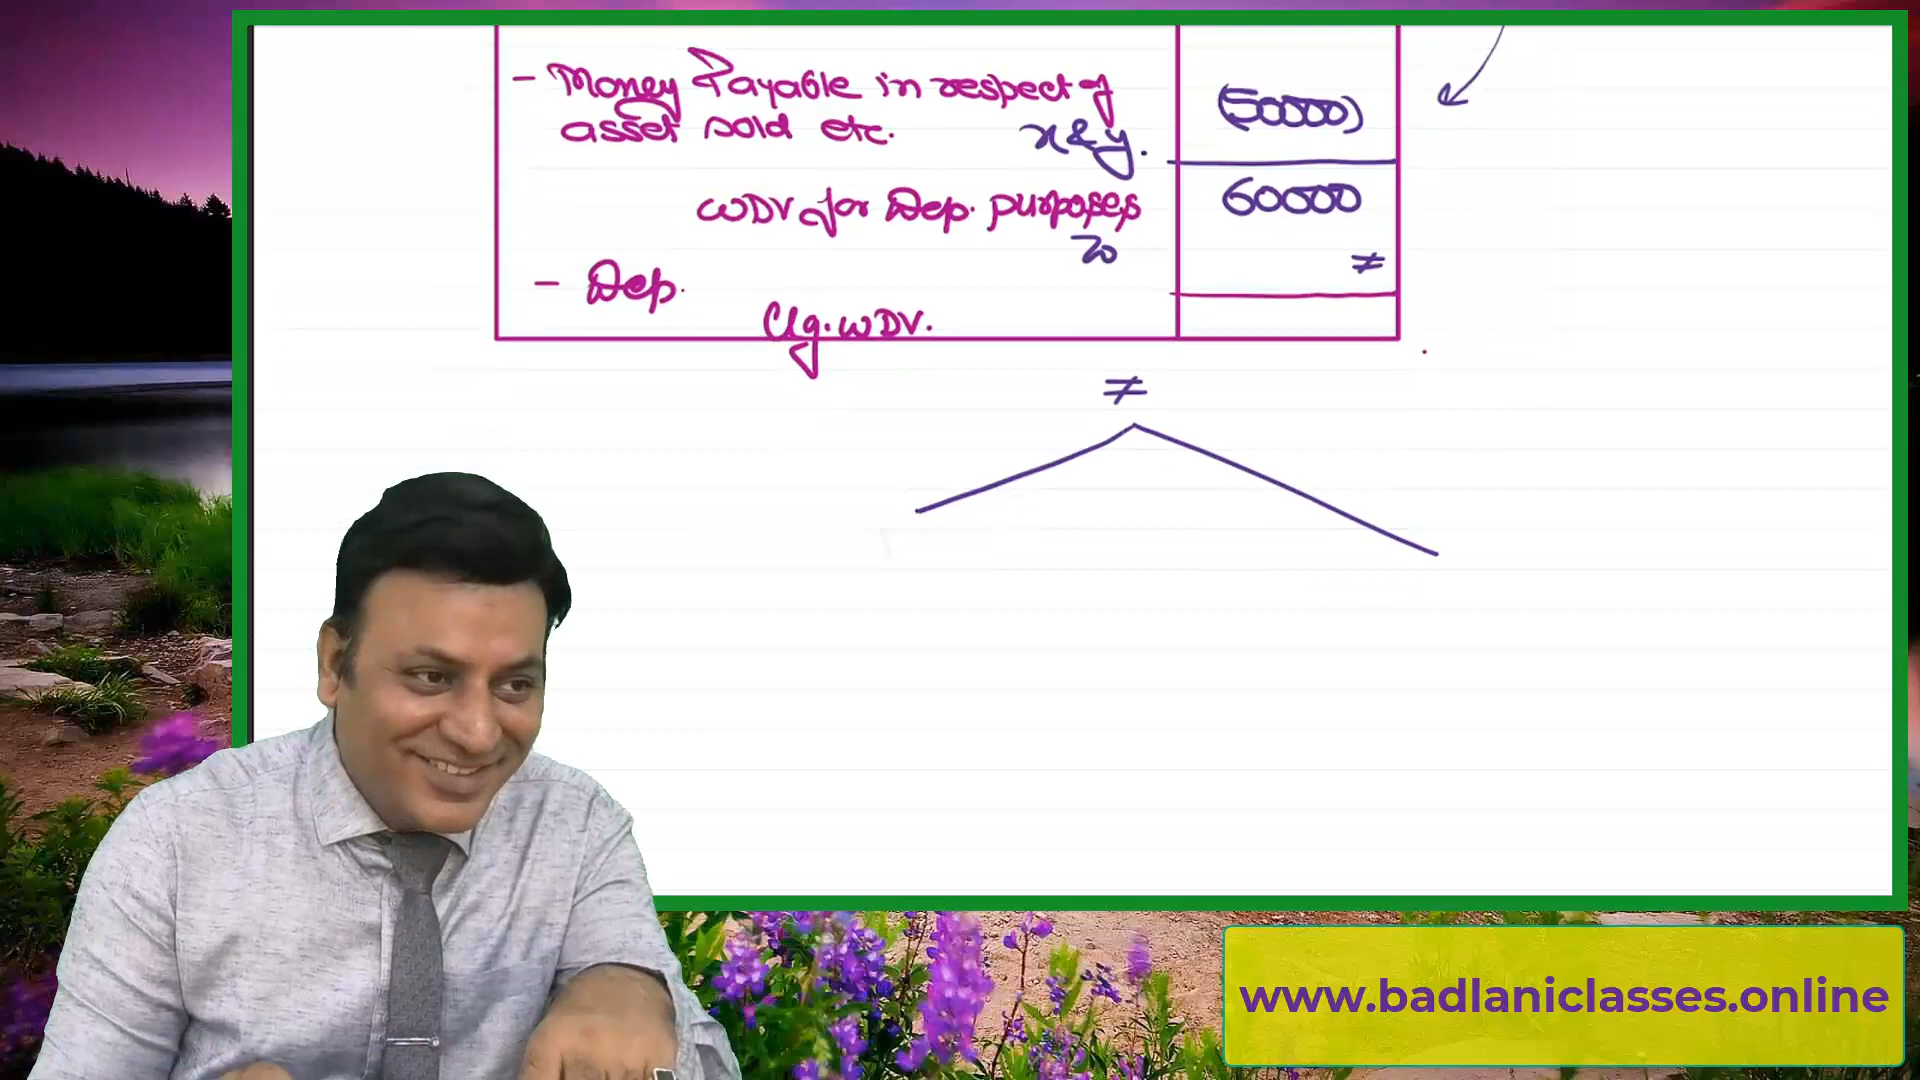 - Money Payable in respect of
asset sold etc. x & y.
(50000)
WDV for Dep. purposes 60000
Z
≠
- Dep.
Clg. WDV.
≠
www.badlaniclasses.online